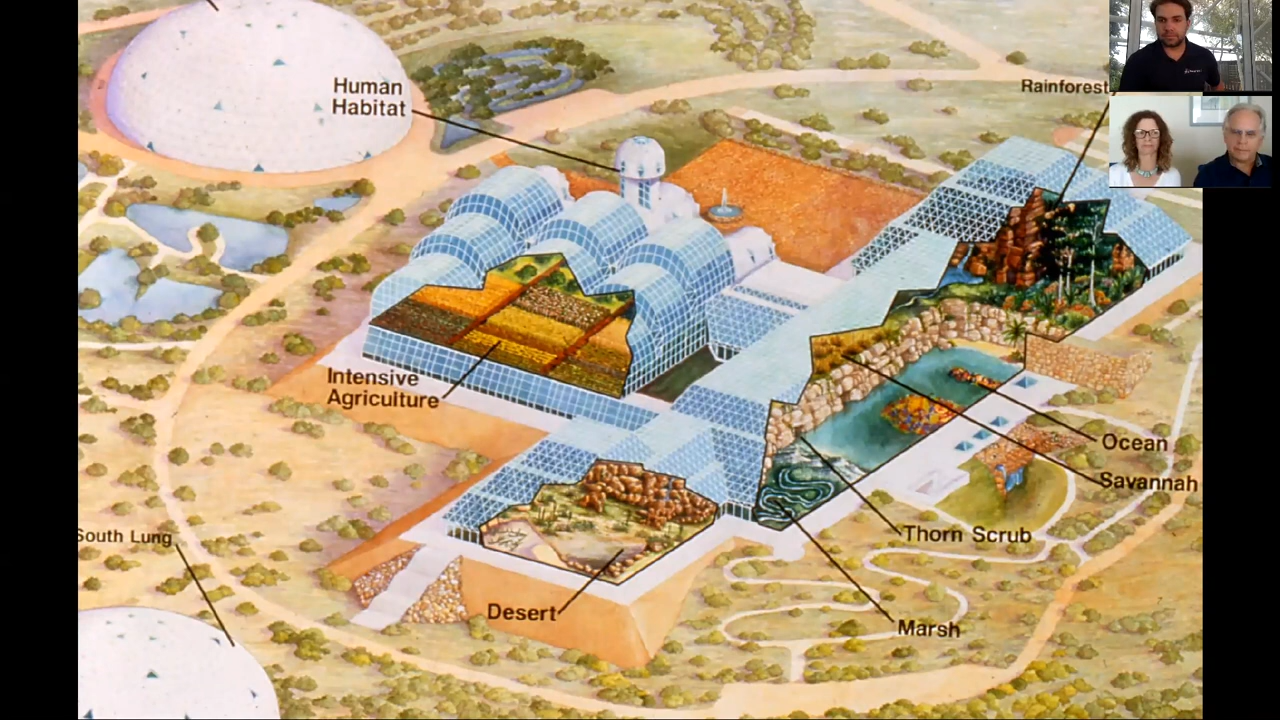 Human
Habitat
Rainforest
Intensive
Agriculture
Ocean
Savannah
South Lung
Thorn Scrub
Desert
Marsh